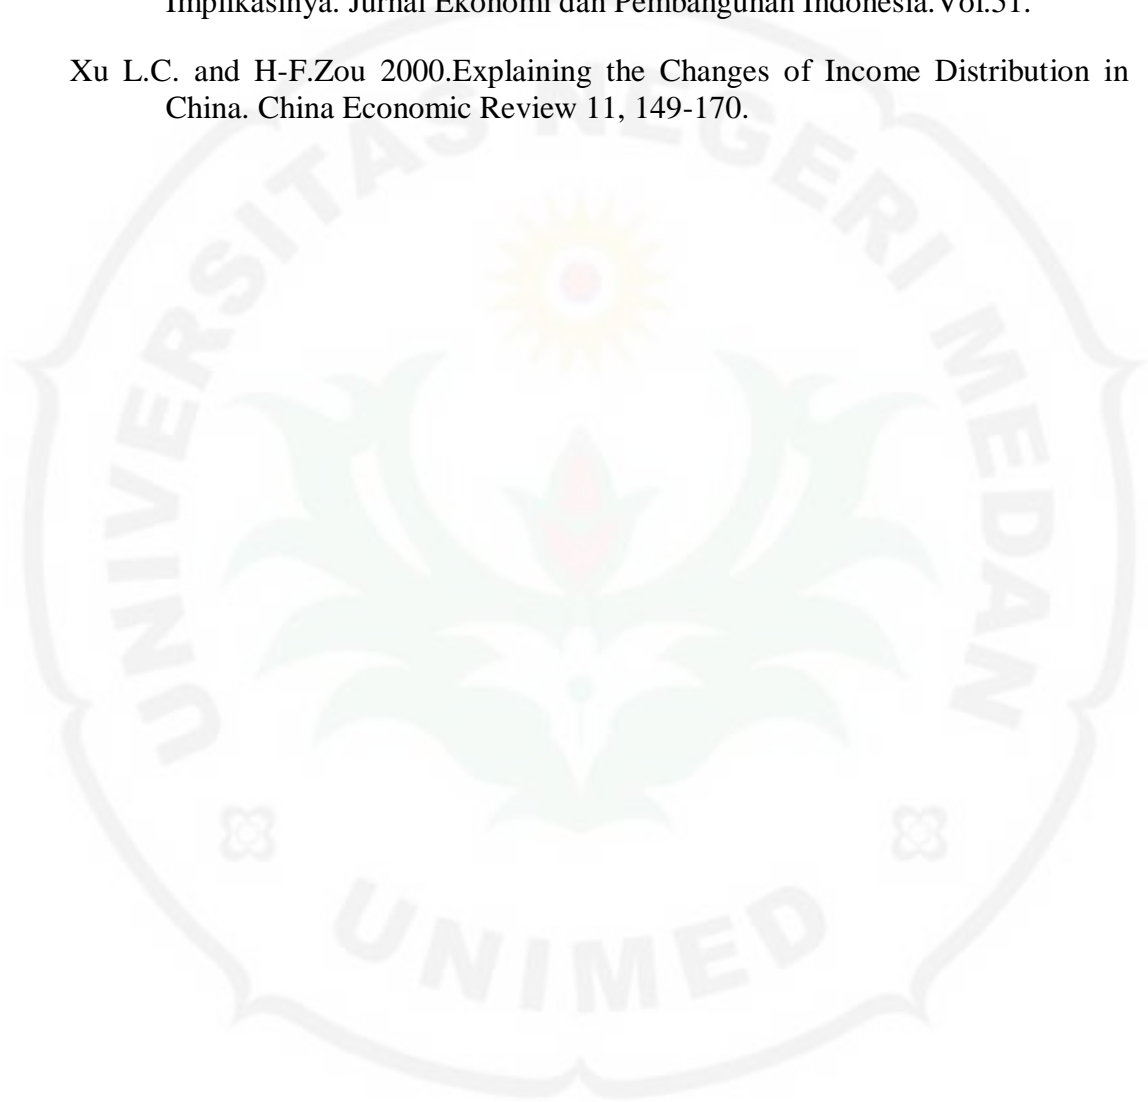 Implikasinya. Jurnal Ekonomi dan Pembangunan Indonesia.Vol.51.
Xu L.C. and H-F.Zou 2000.Explaining the Changes of Income Distribution in
China. China Economic Review 11, 149-170.
UNIVERSITAS NEGERI MEDAN
UNIMED